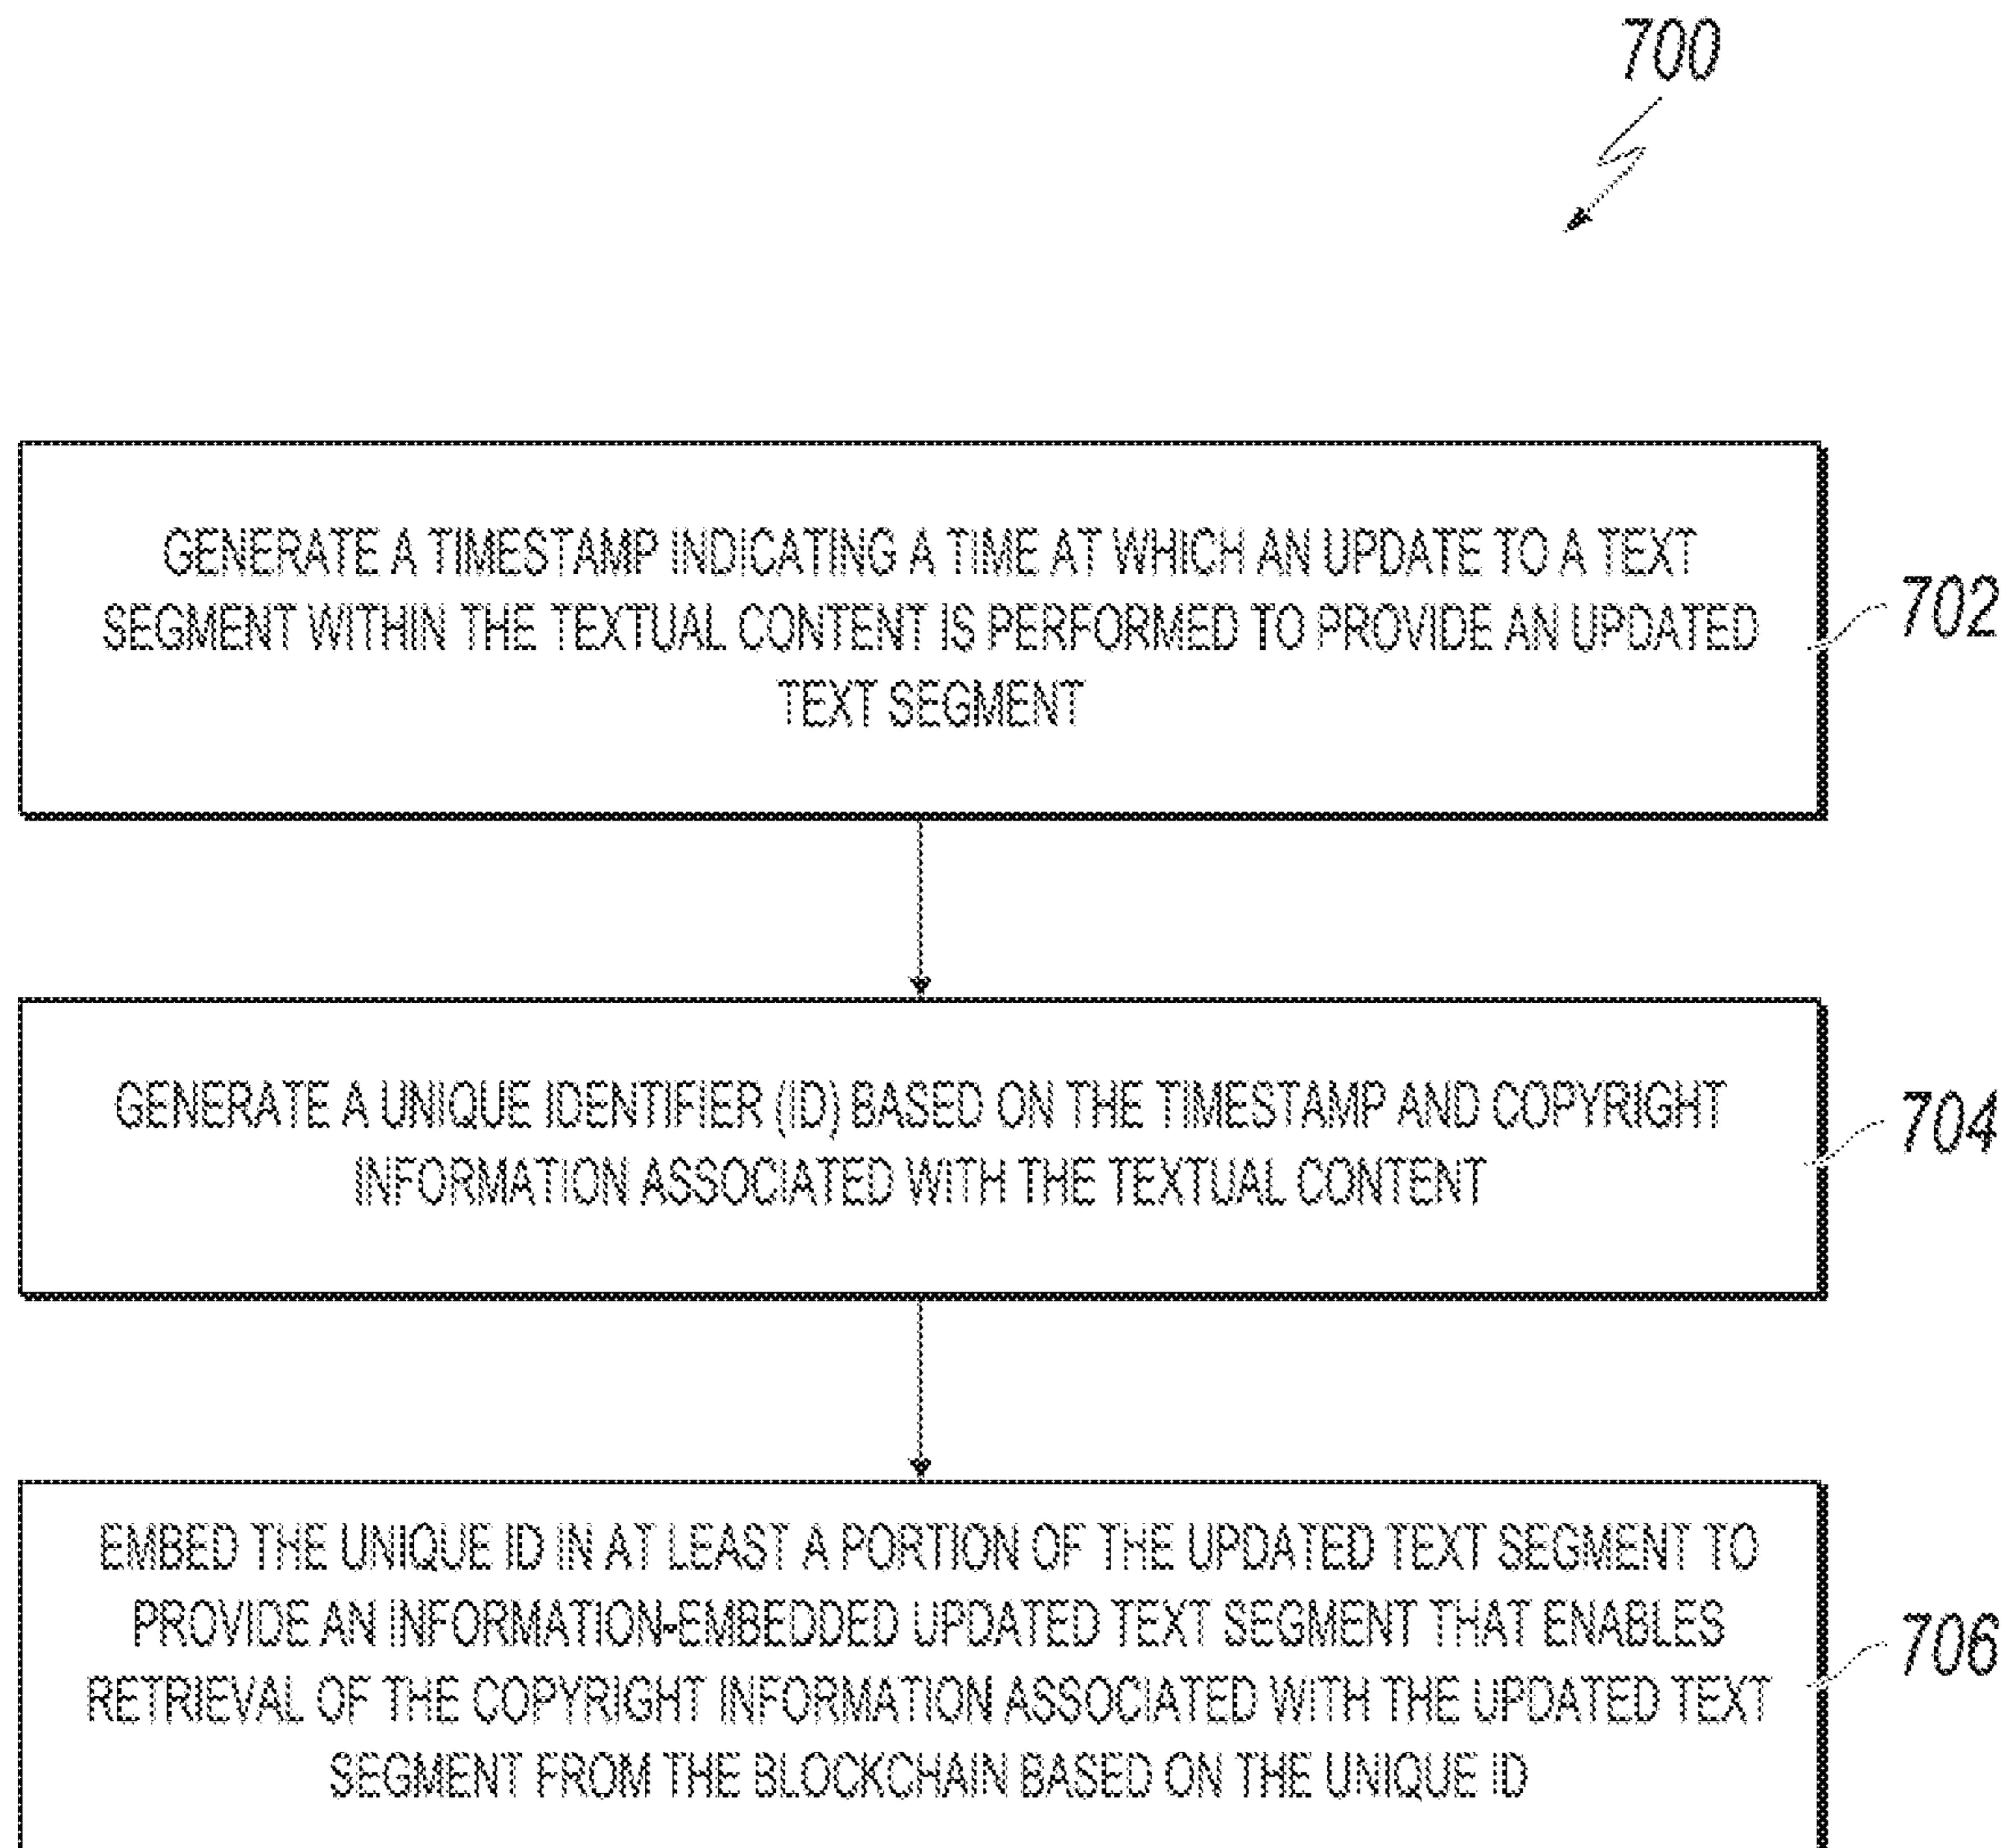 700
GENERATE A TIMESTAMP INDICATING A TIME AT WHICH AN UPDATE TO A TEXT
SEGMENT WITHIN THE TEXTUAL CONTENT IS PERFORMED TO PROVIDE AN UPDATED
TEXT SEGMENT
702
GENERATE A UNIQUE IDENTIFIER (ID) BASED ON THE TIMESTAMP AND COPYRIGHT
INFORMATION ASSOCIATED WITH THE TEXTUAL CONTENT
704
EMBED THE UNIQUE ID IN AT LEAST A PORTION OF THE UPDATED TEXT SEGMENT TO
PROVIDE AN INFORMATION-EMBEDDED UPDATED TEXT SEGMENT THAT ENABLES
RETRIEVAL OF THE COPYRIGHT INFORMATION ASSOCIATED WITH THE UPDATED TEXT
SEGMENT FROM THE BLOCKCHAIN BASED ON THE UNIQUE ID
706